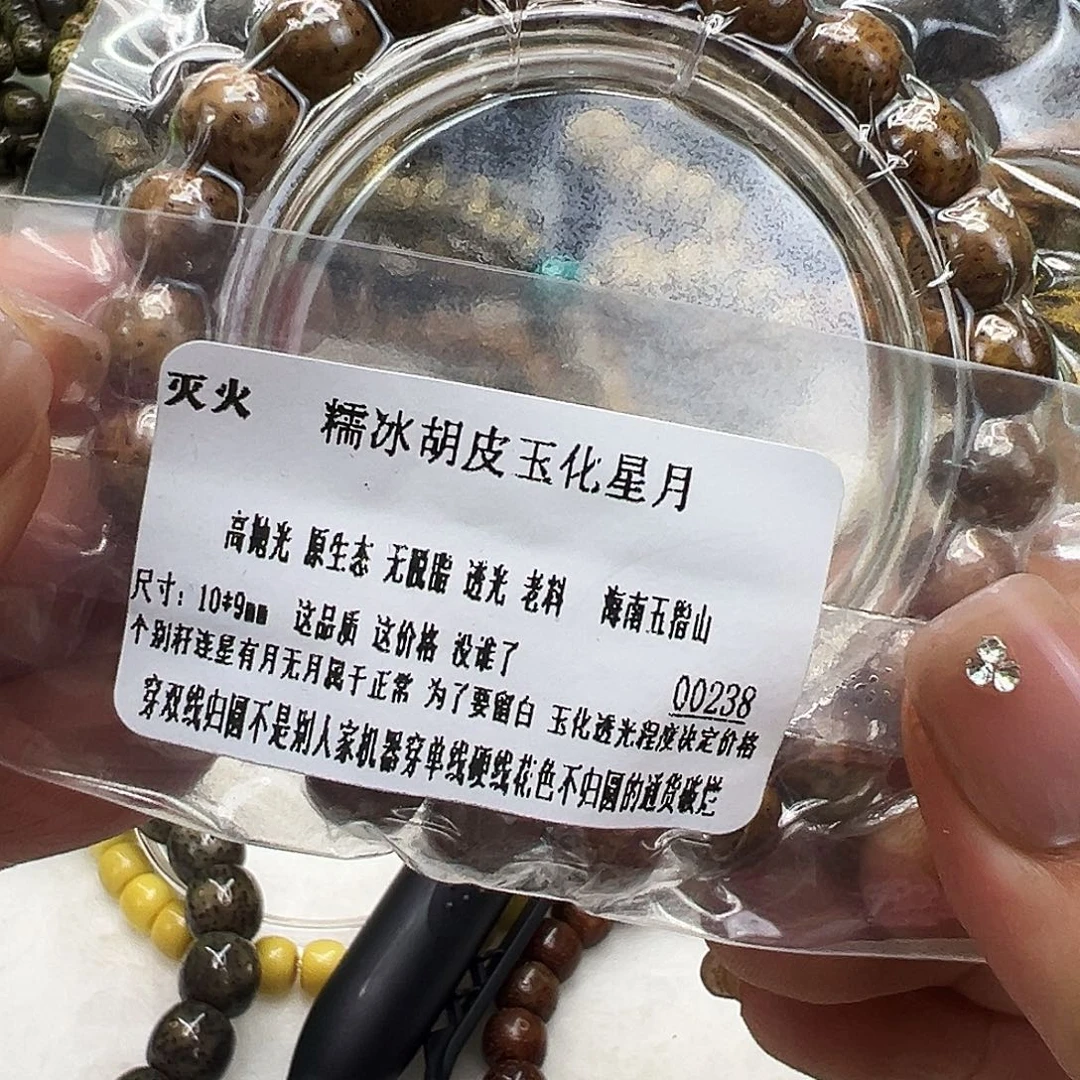 灭火
糯冰胡皮玉化星月
高抛光 原生态 无脱脂 透光 老料 海南五指山
尺寸：10*9mm 这品质 这价格 没谁了
00238
个别秆连星有月无月属于正常 为了要留白 玉化透光程度决定价格
穿双线归圆不是别人家机器穿单线硬线花色不归圆的通货破烂